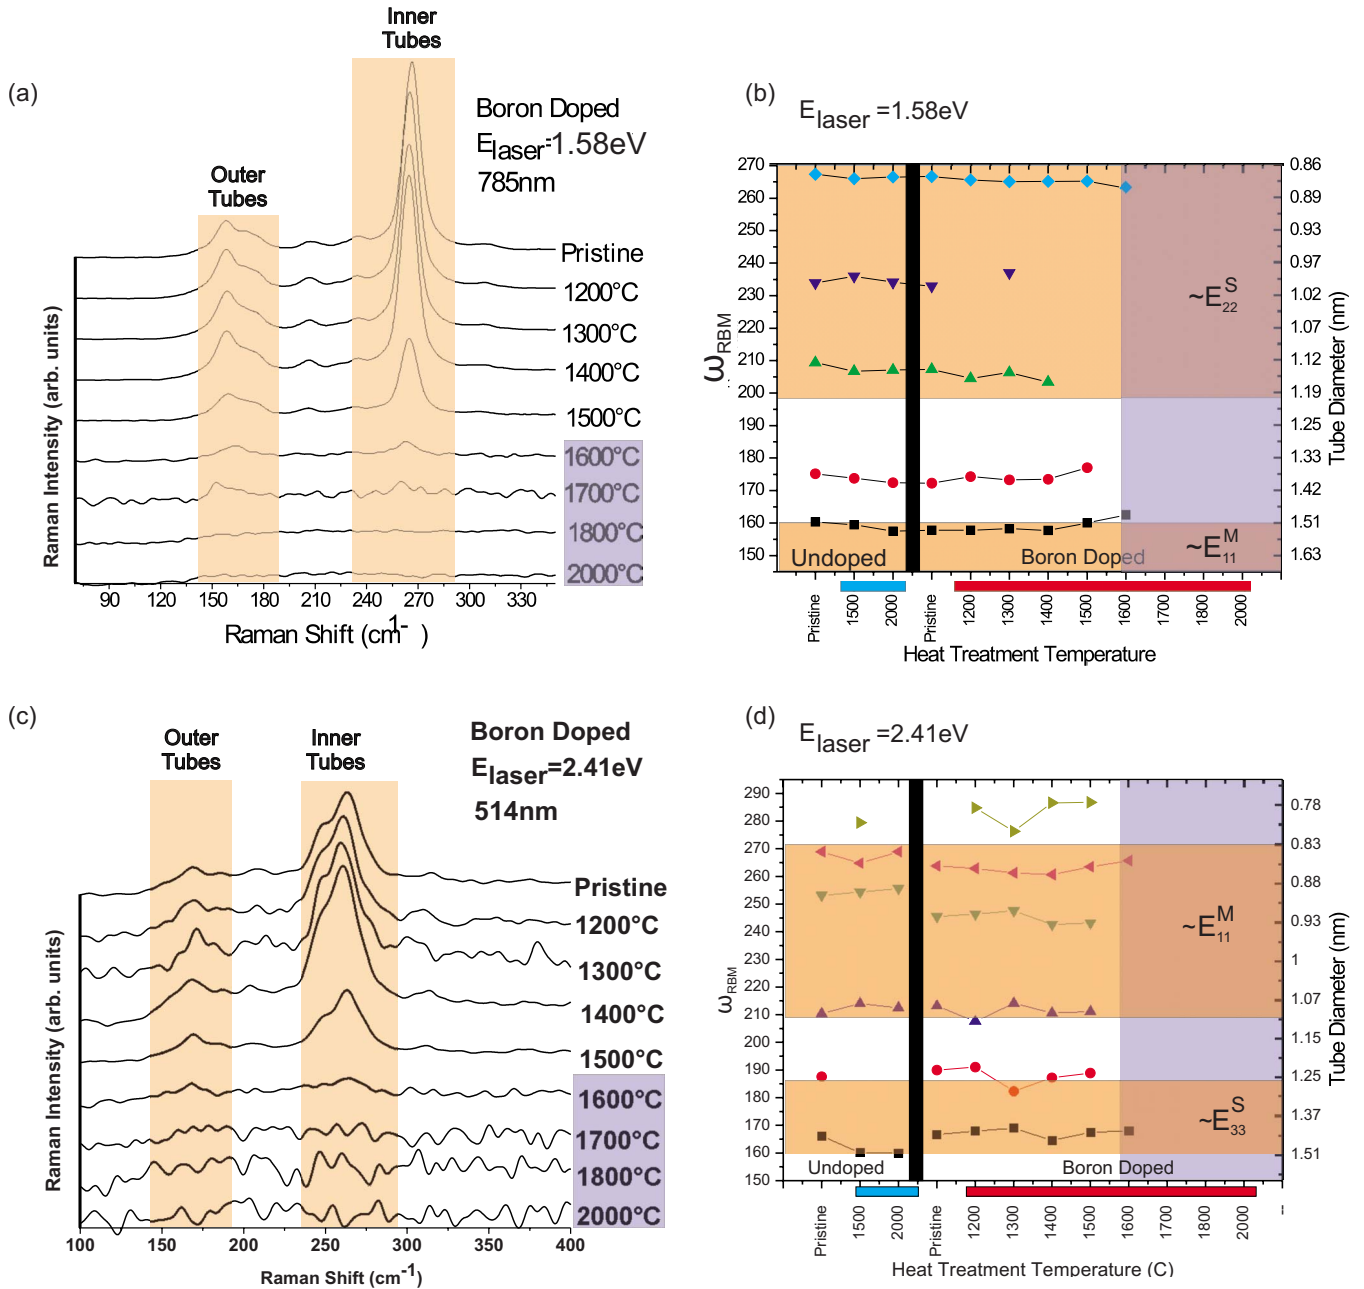 (a)
Inner
Tubes
Outer
Tubes
Boron Doped
Elaser=1.58eV
785nm
Pristine
1200°C
1300°C
1400°C
1500°C
1600°C
1700°C
1800°C
2000°C
Raman Intensity (arb. units)
90 120 150 180 210 240 270 300 330
Raman Shift (cm1- )
(b)
Elaser =1.58eV
270
260
250
240
230
220
210
200
190
180
170
160
150
ωRBM
0.86
0.89
0.93
0.97
1.02
1.07
1.12
1.19
1.25
1.33
1.42
1.51
1.63
Tube Diameter (nm)
~E22S
~E11M
Undoped
Boron Doped
Pristine 1500 2000 Pristine 1200 1300 1400 1500 1600 1700 1800 2000
Heat Treatment Temperature
(c)
Outer
Tubes
Inner
Tubes
Boron Doped
Elaser=2.41eV
514nm
Pristine
1200°C
1300°C
1400°C
1500°C
1600°C
1700°C
1800°C
2000°C
Raman Intensity (arb. units)
100 150 200 250 300 350 400
Raman Shift (cm-1)
(d)
Elaser =2.41eV
290
280
270
260
250
240
230
220
210
200
190
180
170
160
150
ωRBM
0.78
0.83
0.88
0.93
1
1.07
1.15
1.25
1.37
1.51
Tube Diameter (nm)
~E11M
~E33S
Undoped
Boron Doped
Pristine 1500 2000 Pristine 1200 1300 1400 1500 1600 1700 1800 2000
Heat Treatment Temperature (C)